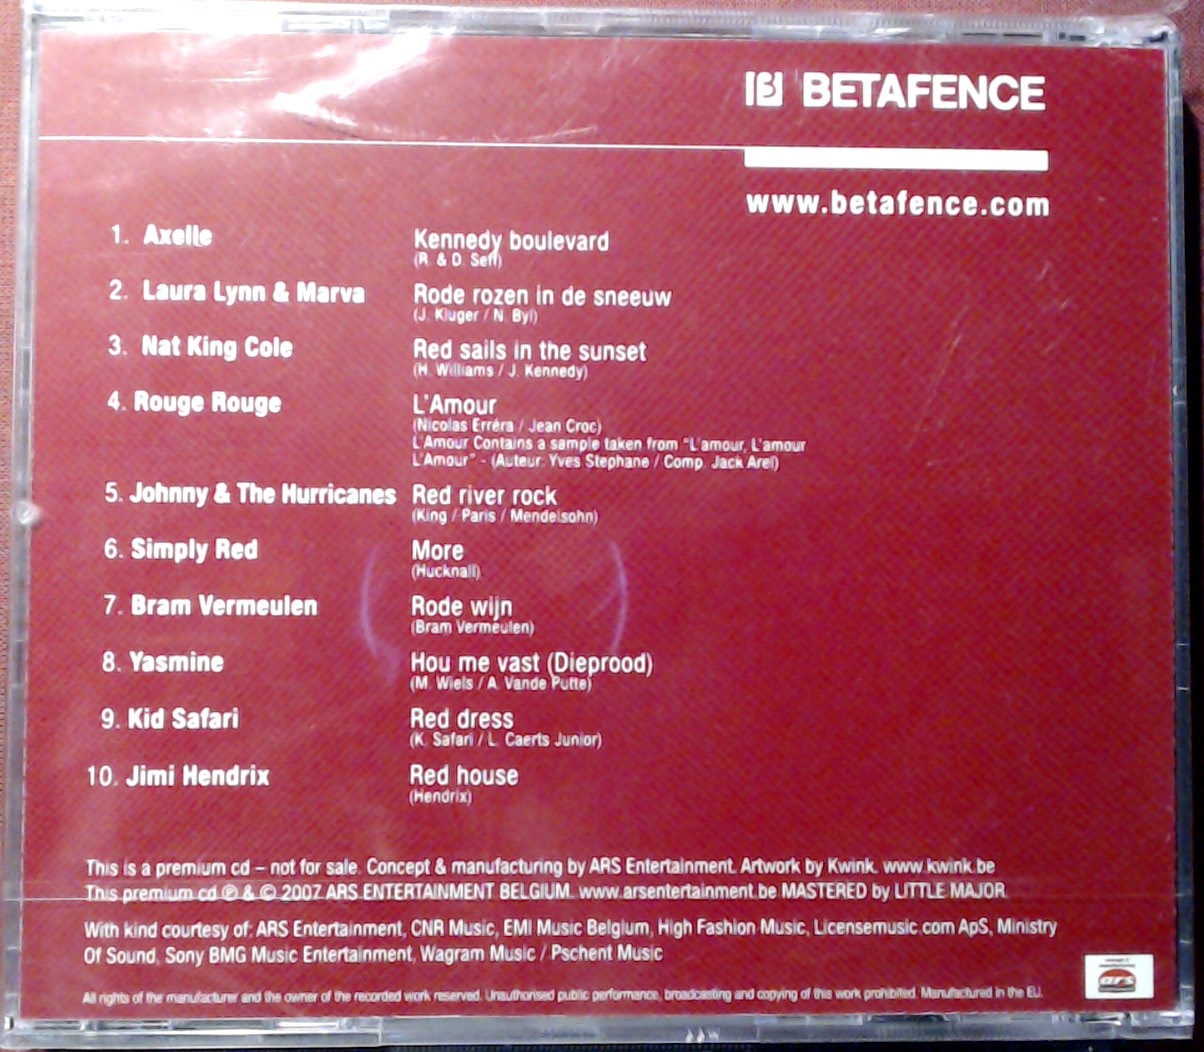 BETAFENCE
www.betafence.com
1. Axelle Kennedy boulevard
(R. & D. Seff)
2. Laura Lynn & Marva Rode rozen in de sneeuw
(J. Kluger / N. Byl)
3. Nat King Cole Red sails in the sunset
(H. Williams / J. Kennedy)
4. Rouge Rouge L'Amour
(Nicolas Erréra / Jean Croc)
L'Amour Contains a sample taken from "L'amour, L'amour
L'Amour" - (Auteur: Yves Stephane / Comp. Jack Arel)
5. Johnny & The Hurricanes Red river rock
(King / Paris / Mendelsohn)
6. Simply Red More
(Hucknall)
7. Bram Vermeulen Rode wijn
(Bram Vermeulen)
8. Yasmine Hou me vast (Dieprood)
(M. Wiels / A. Vande Putte)
9. Kid Safari Red dress
(K. Safari / L. Caerts Junior)
10. Jimi Hendrix Red house
(Hendrix)
This is a premium cd – not for sale. Concept & manufacturing by ARS Entertainment. Artwork by Kwink. www.kwink.be
This premium cd ℗ & © 2007 ARS ENTERTAINMENT BELGIUM. www.arsentertainment.be MASTERED by LITTLE MAJOR.
With kind courtesy of: ARS Entertainment, CNR Music, EMI Music Belgium, High Fashion Music, Licensemusic.com ApS, Ministry
Of Sound, Sony BMG Music Entertainment, Wagram Music / Pschent Music
All rights of the manufacturer and the owner of the recorded work reserved. Unauthorised public performance, broadcasting and copying of this work prohibited. Manufactured in the EU.
ars